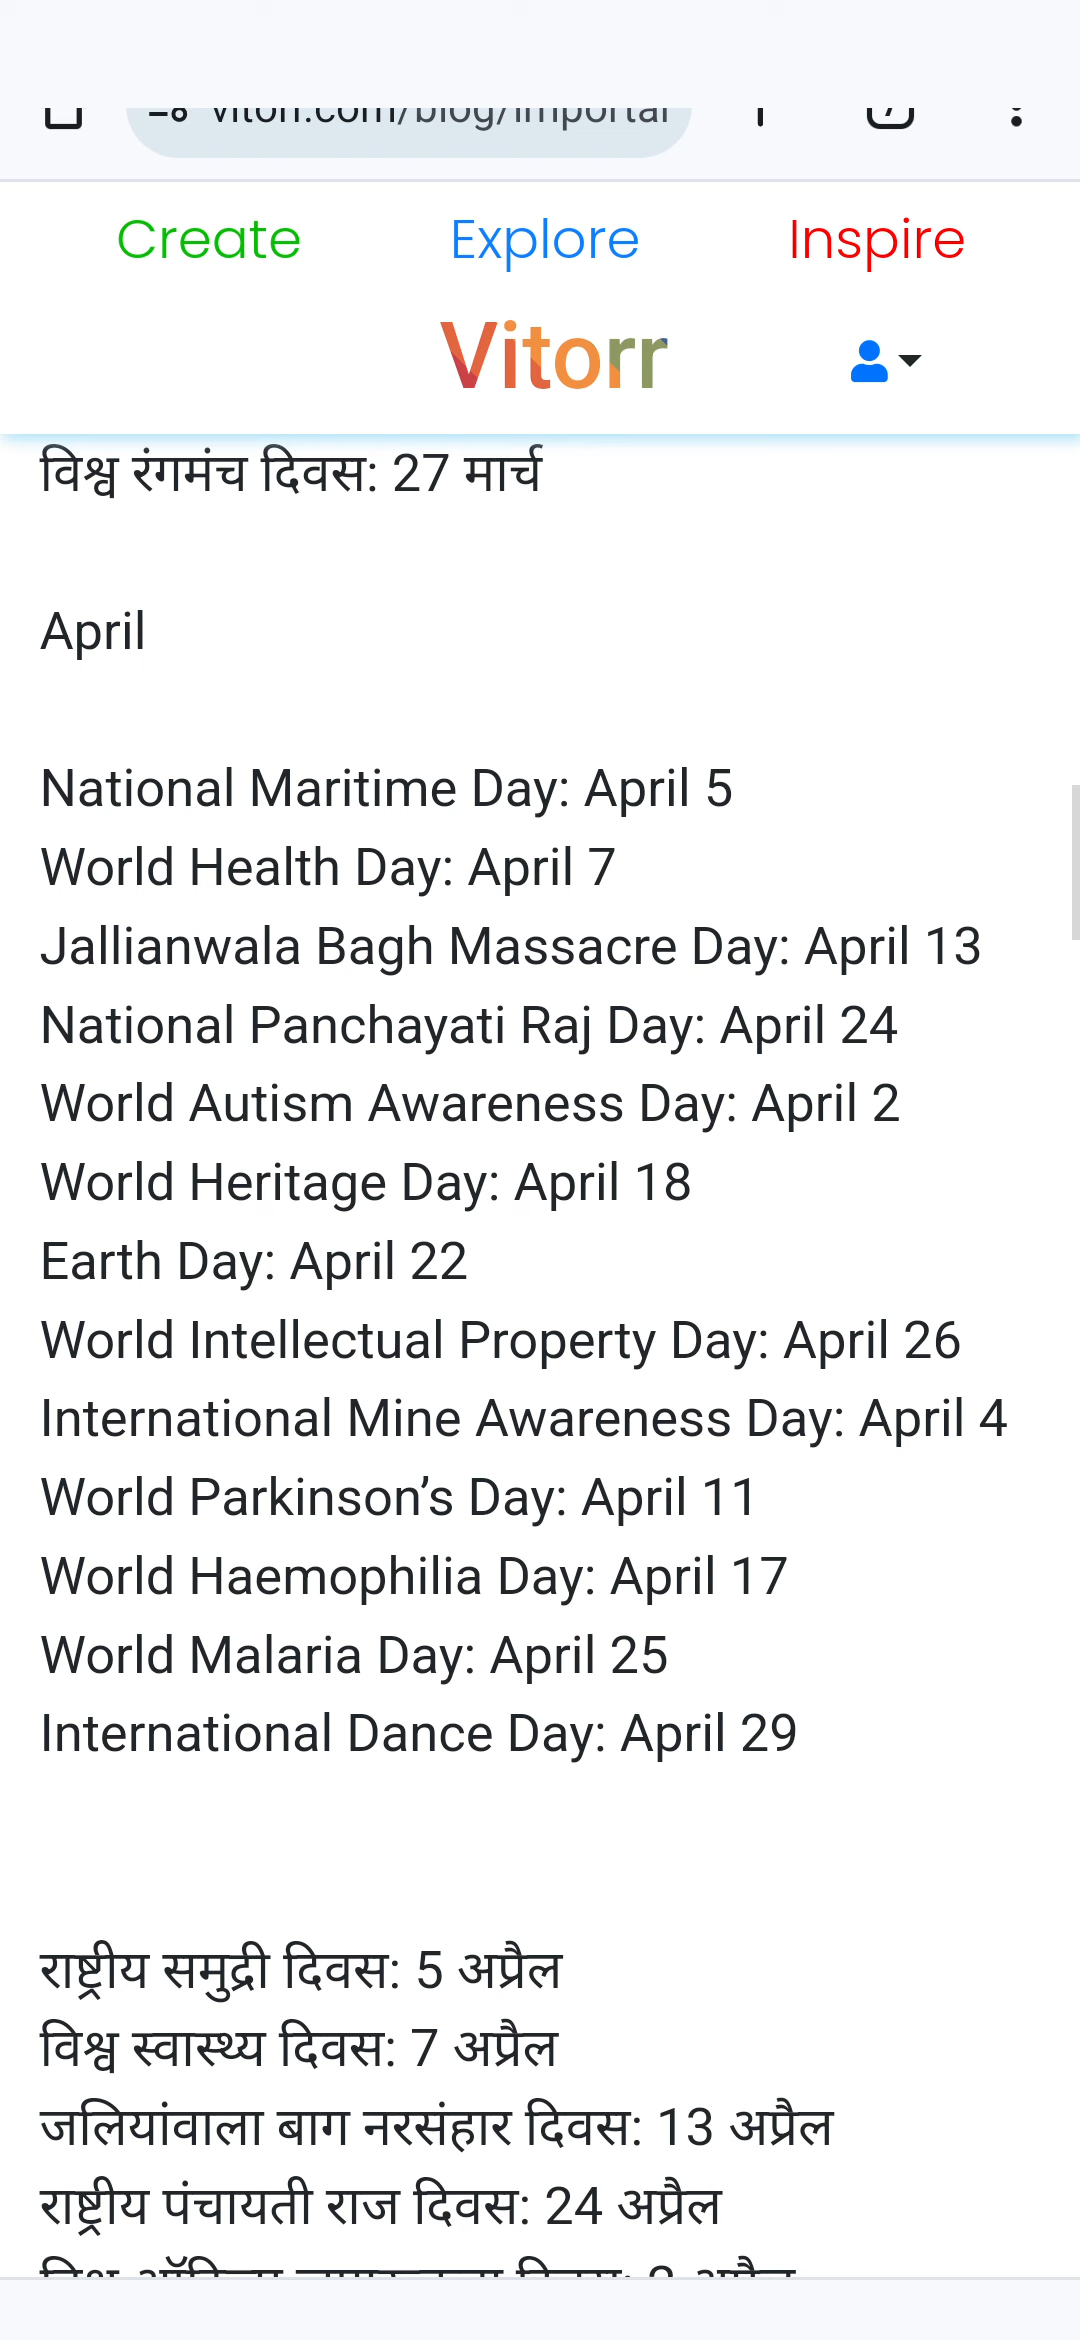 vitorr.com/blog/importa
Create Explore Inspire
Vitorr
विश्व रंगमंच दिवस: 27 मार्च
April
National Maritime Day: April 5
World Health Day: April 7
Jallianwala Bagh Massacre Day: April 13
National Panchayati Raj Day: April 24
World Autism Awareness Day: April 2
World Heritage Day: April 18
Earth Day: April 22
World Intellectual Property Day: April 26
International Mine Awareness Day: April 4
World Parkinson’s Day: April 11
World Haemophilia Day: April 17
World Malaria Day: April 25
International Dance Day: April 29
राष्ट्रीय समुद्री दिवस: 5 अप्रैल
विश्व स्वास्थ्य दिवस: 7 अप्रैल
जलियांवाला बाग नरसंहार दिवस: 13 अप्रैल
राष्ट्रीय पंचायती राज दिवस: 24 अप्रैल